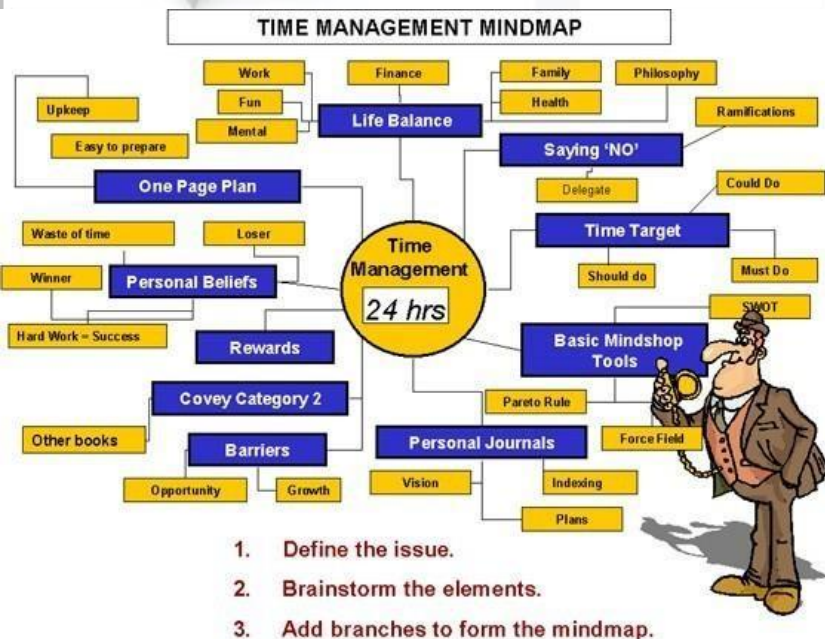 TIME MANAGEMENT MINDMAP
Work
Finance
Family
Philosophy
Upkeep
Fun
Health
Ramifications
Mental
Life Balance
Easy to prepare
Saying ‘NO’
One Page Plan
Delegate
Could Do
Waste of time
Loser
Time Target
Time
Management
24 hrs
Winner
Personal Beliefs
Should do
Must Do
Hard Work = Success
SWOT
Rewards
Basic Mindshop
Tools
Covey Category 2
Pareto Rule
Other books
Barriers
Personal Journals
Force Field
Opportunity
Growth
Vision
Indexing
Plans
1. Define the issue.
2. Brainstorm the elements.
3. Add branches to form the mindmap.